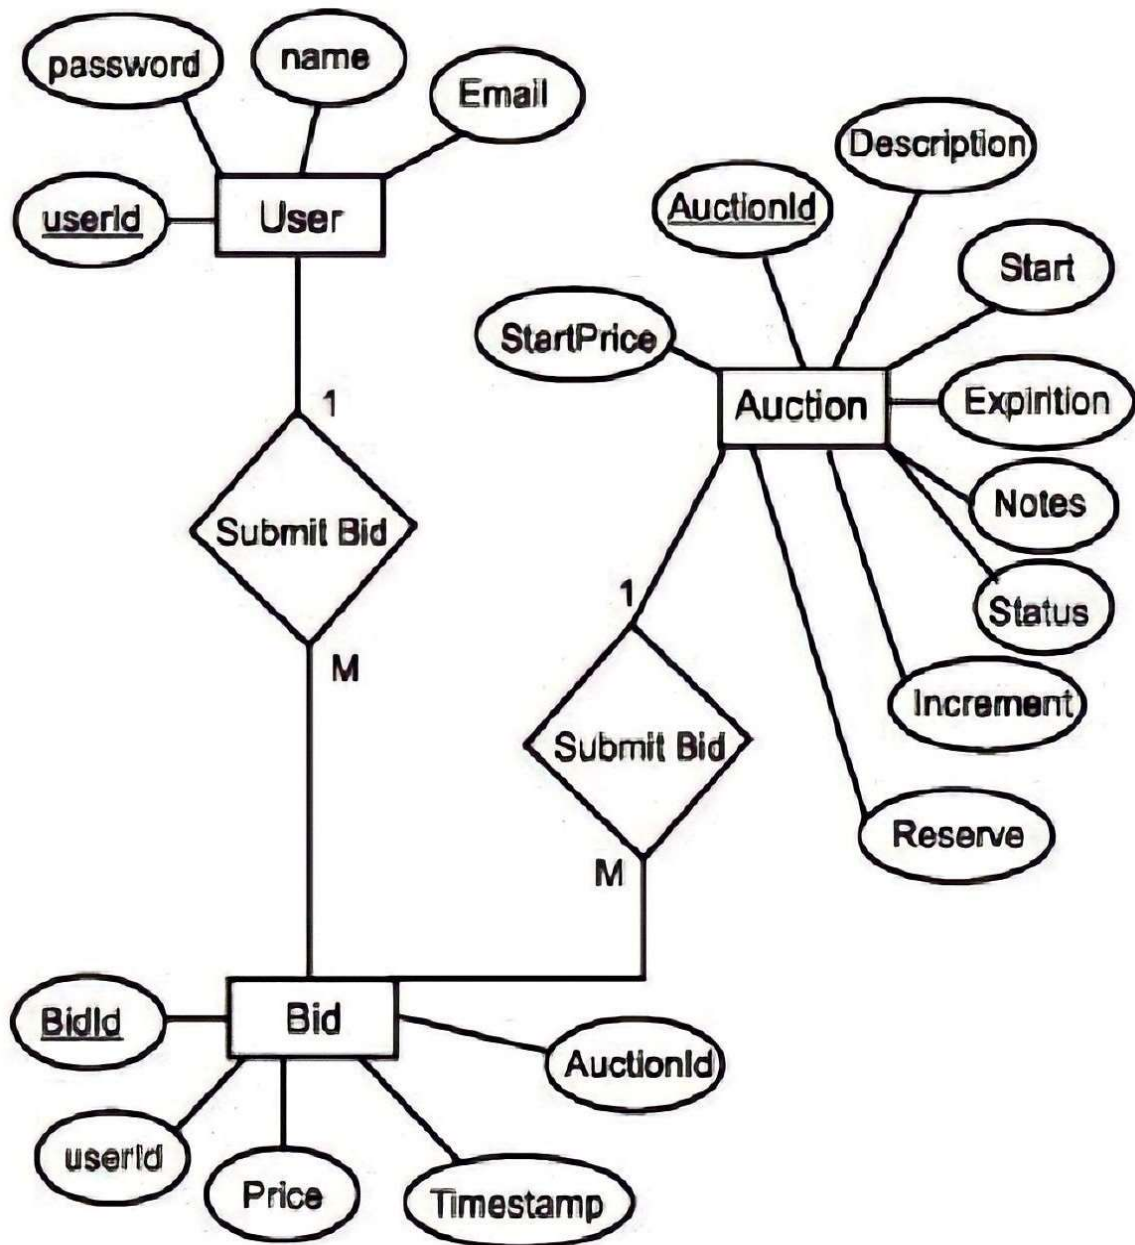 password
name
Email
userId
User
Description
AuctionId
Start
StartPrice
Auction
Expirition
1
Submit Bid
Notes
1
Status
M
Increment
Submit Bid
Reserve
M
BidId
Bid
AuctionId
userId
Price
Timestamp